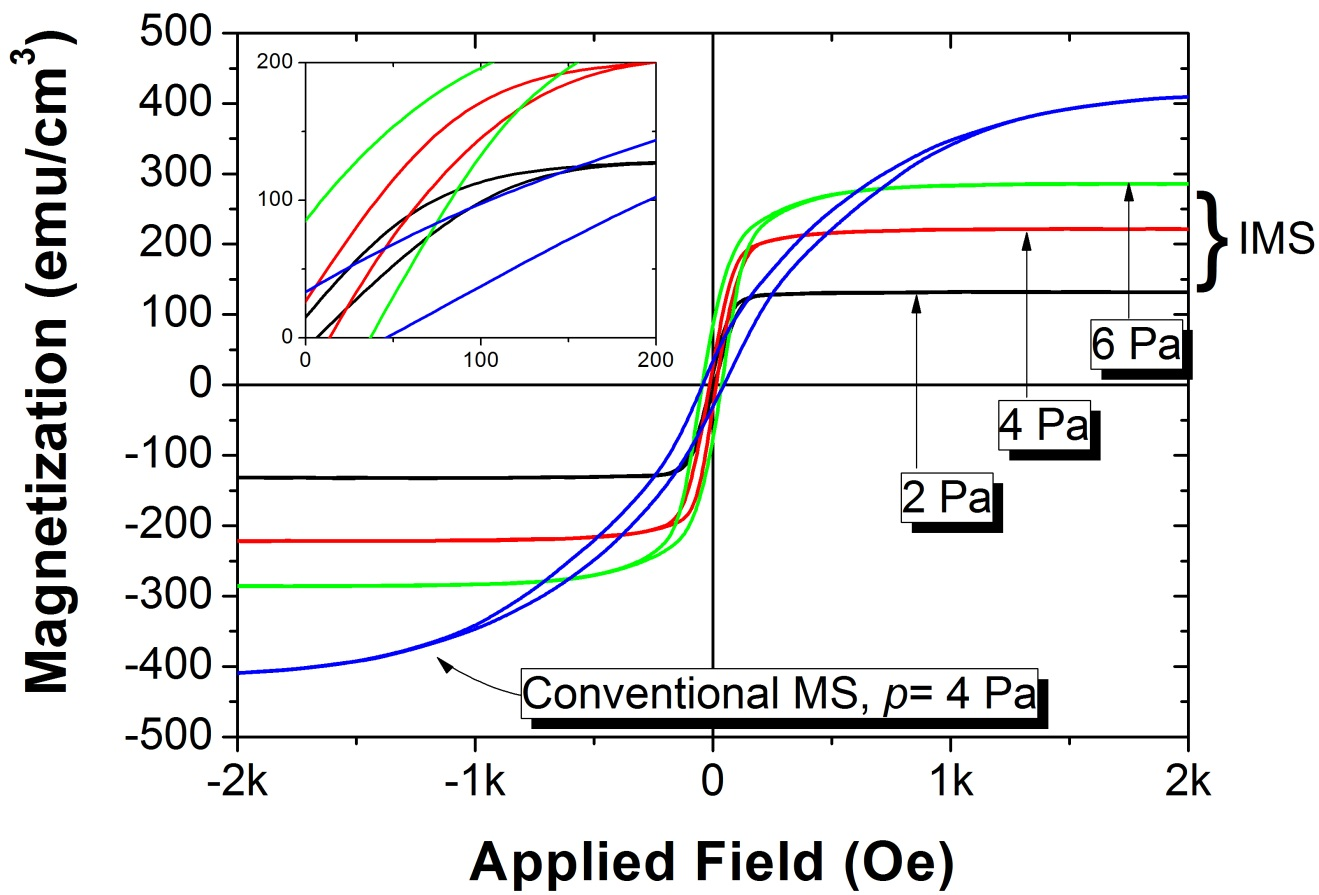 Magnetization (emu/cm³)
500
400
300
200
100
0
-100
-200
-300
-400
-500
200
100
0
0
100
200
IMS
6 Pa
4 Pa
2 Pa
Conventional MS, p= 4 Pa
-2k
-1k
0
1k
2k
Applied Field (Oe)